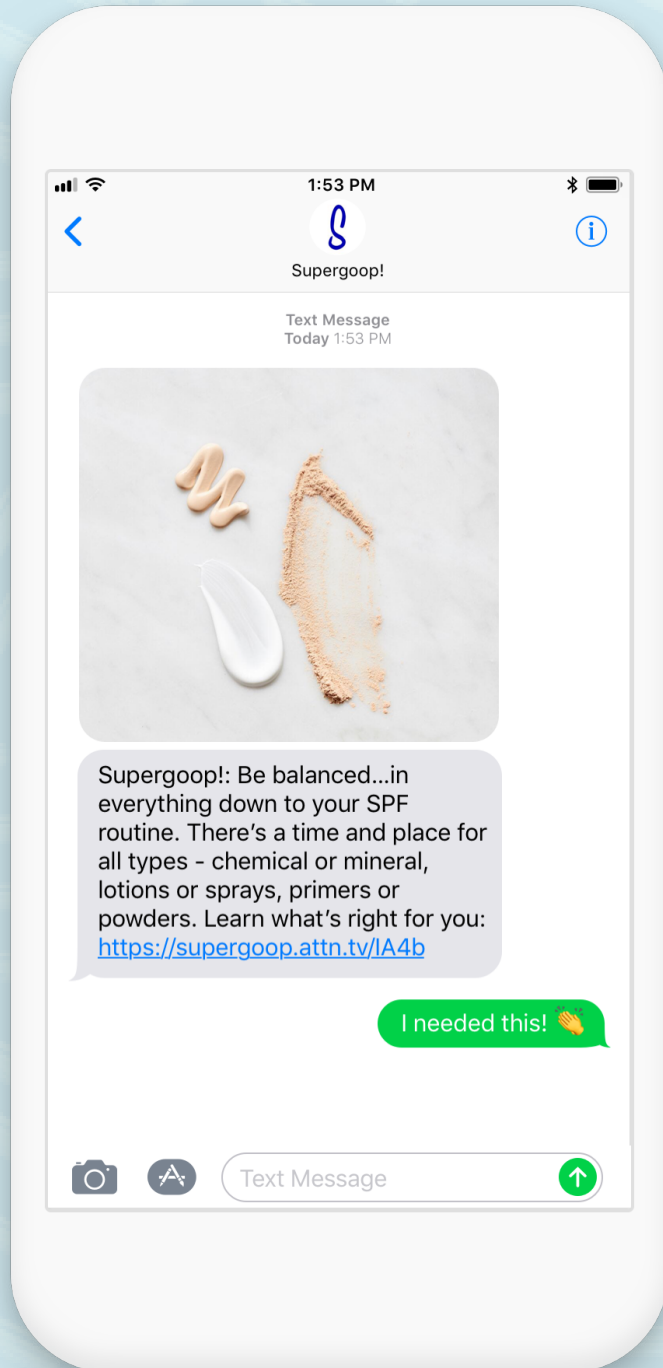 1:53 PM
S
Supergoop!
Text Message
Today 1:53 PM
Supergoop!: Be balanced...in
everything down to your SPF
routine. There’s a time and place for
all types - chemical or mineral,
lotions or sprays, primers or
powders. Learn what’s right for you:
https://supergoop.attn.tv/lA4b
I needed this! 👏
Text Message